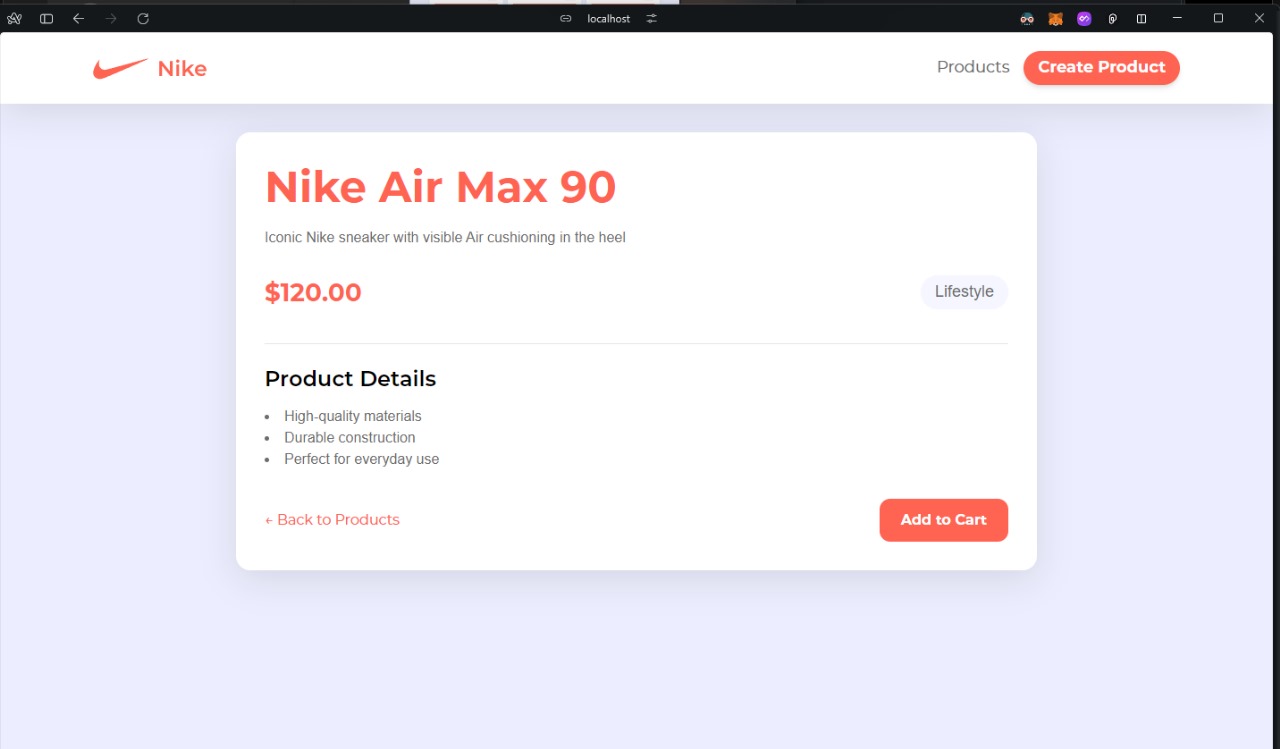 localhost
Nike
Products
Create Product
Nike Air Max 90
Iconic Nike sneaker with visible Air cushioning in the heel
$120.00
Lifestyle
Product Details
• High-quality materials
• Durable construction
• Perfect for everyday use
← Back to Products
Add to Cart